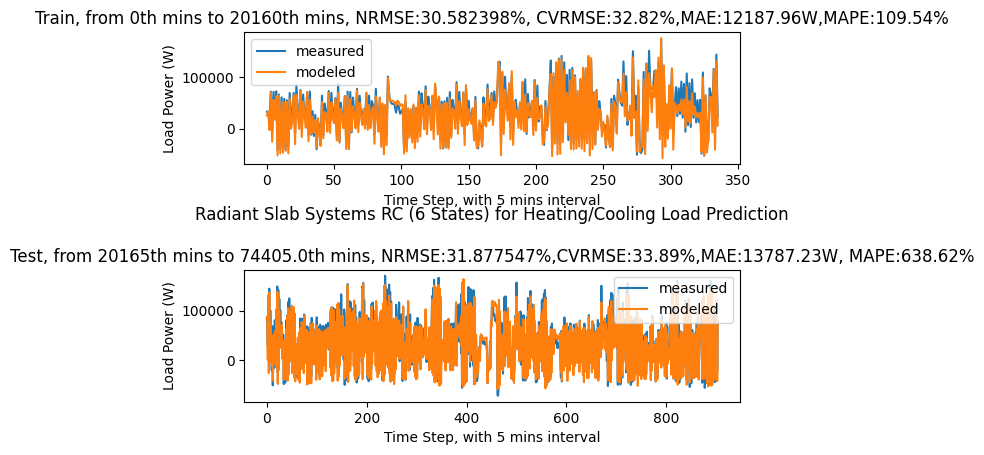 Train, from 0th mins to 20160th mins, NRMSE:30.582398%, CVRMSE:32.82%,MAE:12187.96W,MAPE:109.54%
Load Power (W)
measured
modeled
100000
0
0 50 100 150 200 250 300 350
Time Step, with 5 mins interval
Radiant Slab Systems RC (6 States) for Heating/Cooling Load Prediction
Test, from 20165th mins to 74405.0th mins, NRMSE:31.877547%,CVRMSE:33.89%,MAE:13787.23W, MAPE:638.62%
Load Power (W)
measured
modeled
100000
0
0 200 400 600 800
Time Step, with 5 mins interval